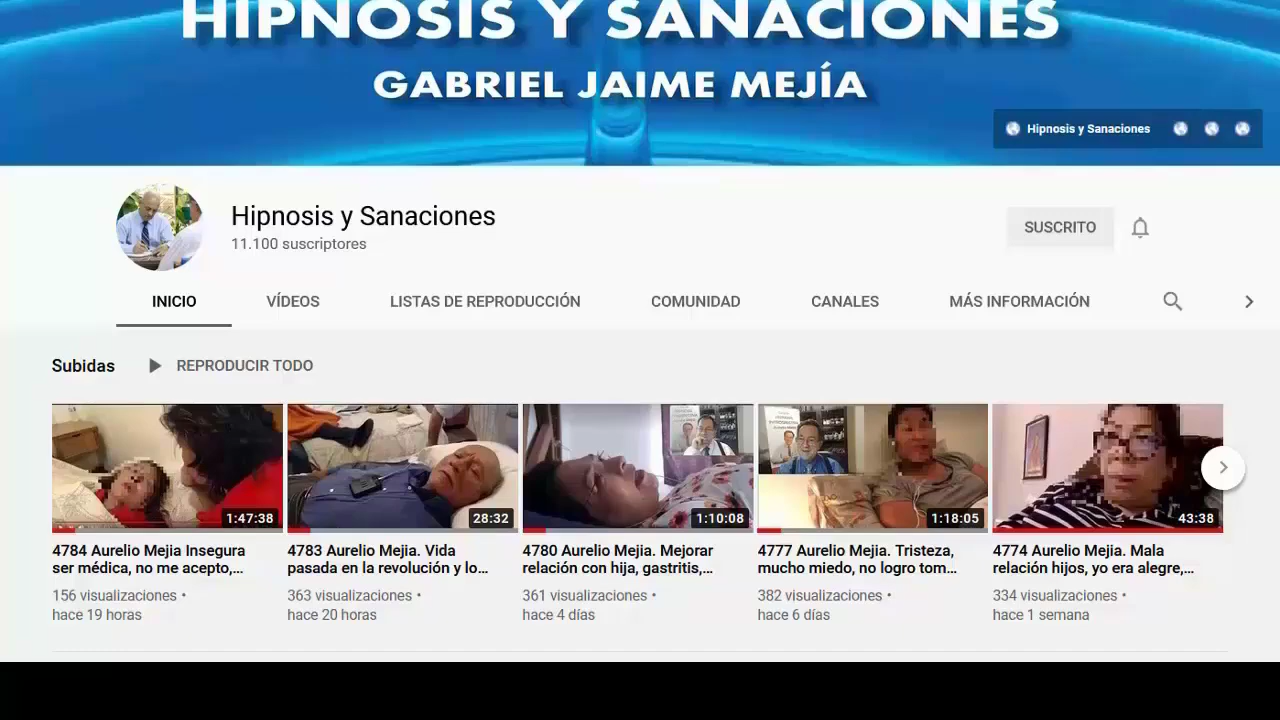 HIPNOSIS Y SANACIONES
GABRIEL JAIME MEJÍA
Hipnosis y Sanaciones
Hipnosis y Sanaciones
11.100 suscriptores
SUSCRITO
INICIO VÍDEOS LISTAS DE REPRODUCCIÓN COMUNIDAD CANALES MÁS INFORMACIÓN
Subidas REPRODUCIR TODO
1:47:38 28:32 1:10:08 1:18:05 43:38
4784 Aurelio Mejia Insegura
ser médica, no me acepto,...
156 visualizaciones •
hace 19 horas
4783 Aurelio Mejia. Vida
pasada en la revolución y lo...
363 visualizaciones •
hace 20 horas
4780 Aurelio Mejia. Mejorar
relación con hija, gastritis,...
361 visualizaciones •
hace 4 días
4777 Aurelio Mejia. Tristeza,
mucho miedo, no logro tom...
382 visualizaciones •
hace 6 días
4774 Aurelio Mejia. Mala
relación hijos, yo era alegre,...
334 visualizaciones •
hace 1 semana